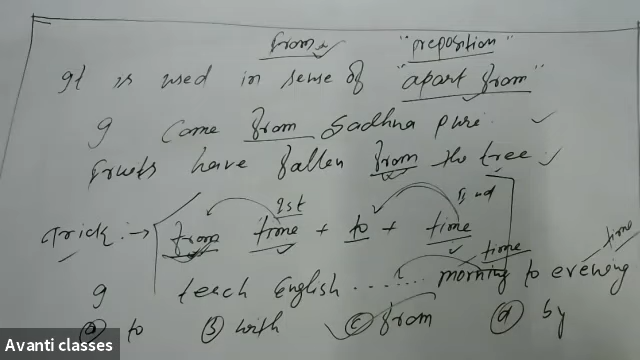 from "preposition"
It is used in sense of "apart from"
I come from Sadhna puri.
Fruits have fallen from the tree
1st IInd
Trick :→ from time + to + time
time time
I teach English ....... morning to evening
(a) to (b) with (c) from (d) by
Avanti classes